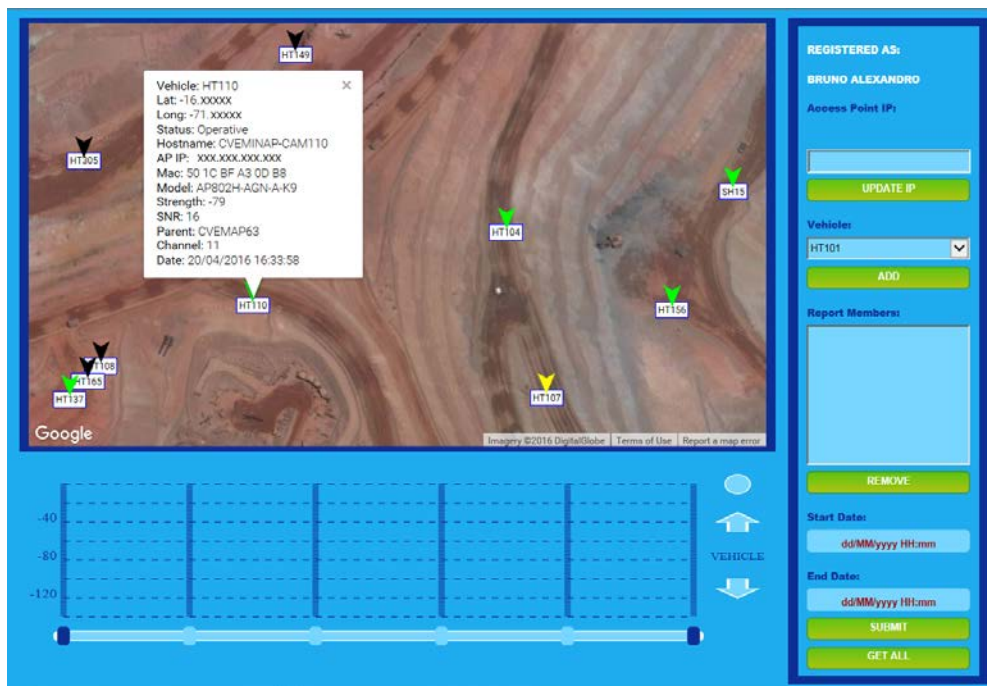 HT149
Vehicle: HT110
Lat: -16.xxxxx
Long: -71.xxxxx
Status: Operative
Hostname: CVEMINAP-CAM110
AP IP: xxx.xxx.xxx.xxx
Mac: 50 1C BF A3 0D B8
Model: AP802H-AGN-A-K9
Strength: -79
SNR: 16
Parent: CVEMAP63
Channel: 11
Date: 20/04/2016 16:33:58
HT305
SH15
HT104
HT110
HT156
HT108
HT165
HT137
HT107
Google
Imagery ©2016 DigitalGlobe Terms of Use Report a map error
-40
-80
-120
VEHICLE
REGISTERED AS:
BRUNO ALEXANDRO
Access Point IP:
UPDATE IP
Vehicle:
HT101
ADD
Report Members:
REMOVE
Start Date:
dd/MM/yyyy HH:mm
End Date:
dd/MM/yyyy HH:mm
SUBMIT
GET ALL